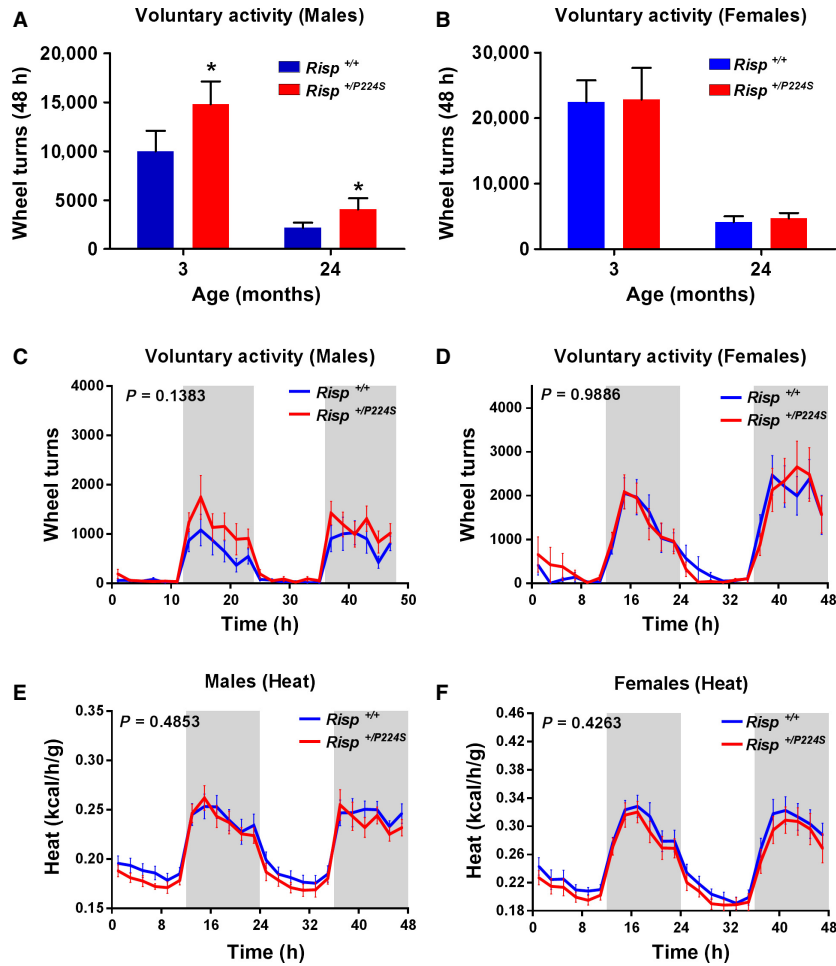 A
Voluntary activity (Males)
Wheel turns (48 h)
20,000
15,000
10,000
5000
0
*
*
Risp +/+
Risp +/P224S
3
24
Age (months)
B
Voluntary activity (Females)
Wheel turns (48 h)
30,000
20,000
10,000
0
Risp +/+
Risp +/P224S
3
24
Age (months)
C
Voluntary activity (Males)
Wheel turns
4000
3000
2000
1000
0
P = 0.1383
Risp +/+
Risp +/P224S
0
10
20
30
40
50
Time (h)
D
Voluntary activity (Females)
Wheel turns
4000
3000
2000
1000
0
P = 0.9886
Risp +/+
Risp +/P224S
0
8
16
24
32
40
48
Time (h)
E
Males (Heat)
Heat (kcal/h/g)
0.35
0.30
0.25
0.20
0.15
P = 0.4853
Risp +/+
Risp +/P224S
0
8
16
24
32
40
48
Time (h)
F
Females (Heat)
Heat (kcal/h/g)
0.46
0.42
0.38
0.34
0.30
0.26
0.22
0.18
P = 0.4263
Risp +/+
Risp +/P224S
0
8
16
24
32
40
48
Time (h)